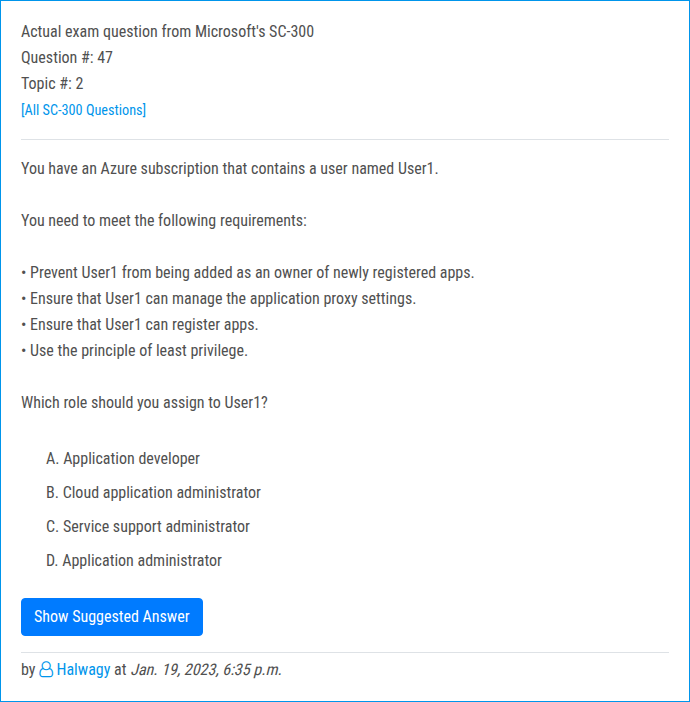 Actual exam question from Microsoft's SC-300
Question #: 47
Topic #: 2
[All SC-300 Questions]
You have an Azure subscription that contains a user named User1.
You need to meet the following requirements:
• Prevent User1 from being added as an owner of newly registered apps.
• Ensure that User1 can manage the application proxy settings.
• Ensure that User1 can register apps.
• Use the principle of least privilege.
Which role should you assign to User1?
A. Application developer
B. Cloud application administrator
C. Service support administrator
D. Application administrator
Show Suggested Answer
by Halwagy at Jan. 19, 2023, 6:35 p.m.